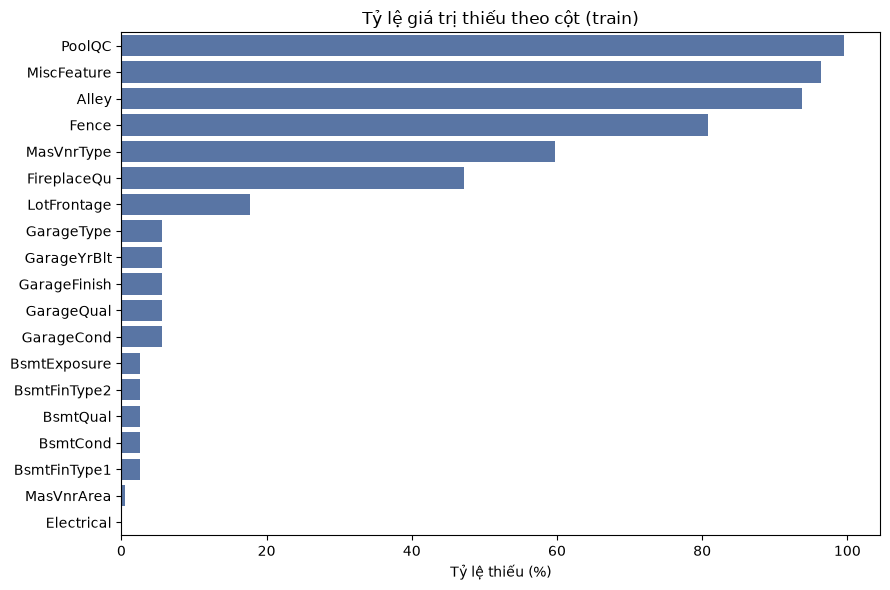 Tỷ lệ giá trị thiếu theo cột (train)
PoolQC
MiscFeature
Alley
Fence
MasVnrType
FireplaceQu
LotFrontage
GarageType
GarageYrBlt
GarageFinish
GarageQual
GarageCond
BsmtExposure
BsmtFinType2
BsmtQual
BsmtCond
BsmtFinType1
MasVnrArea
Electrical
0 20 40 60 80 100
Tỷ lệ thiếu (%)